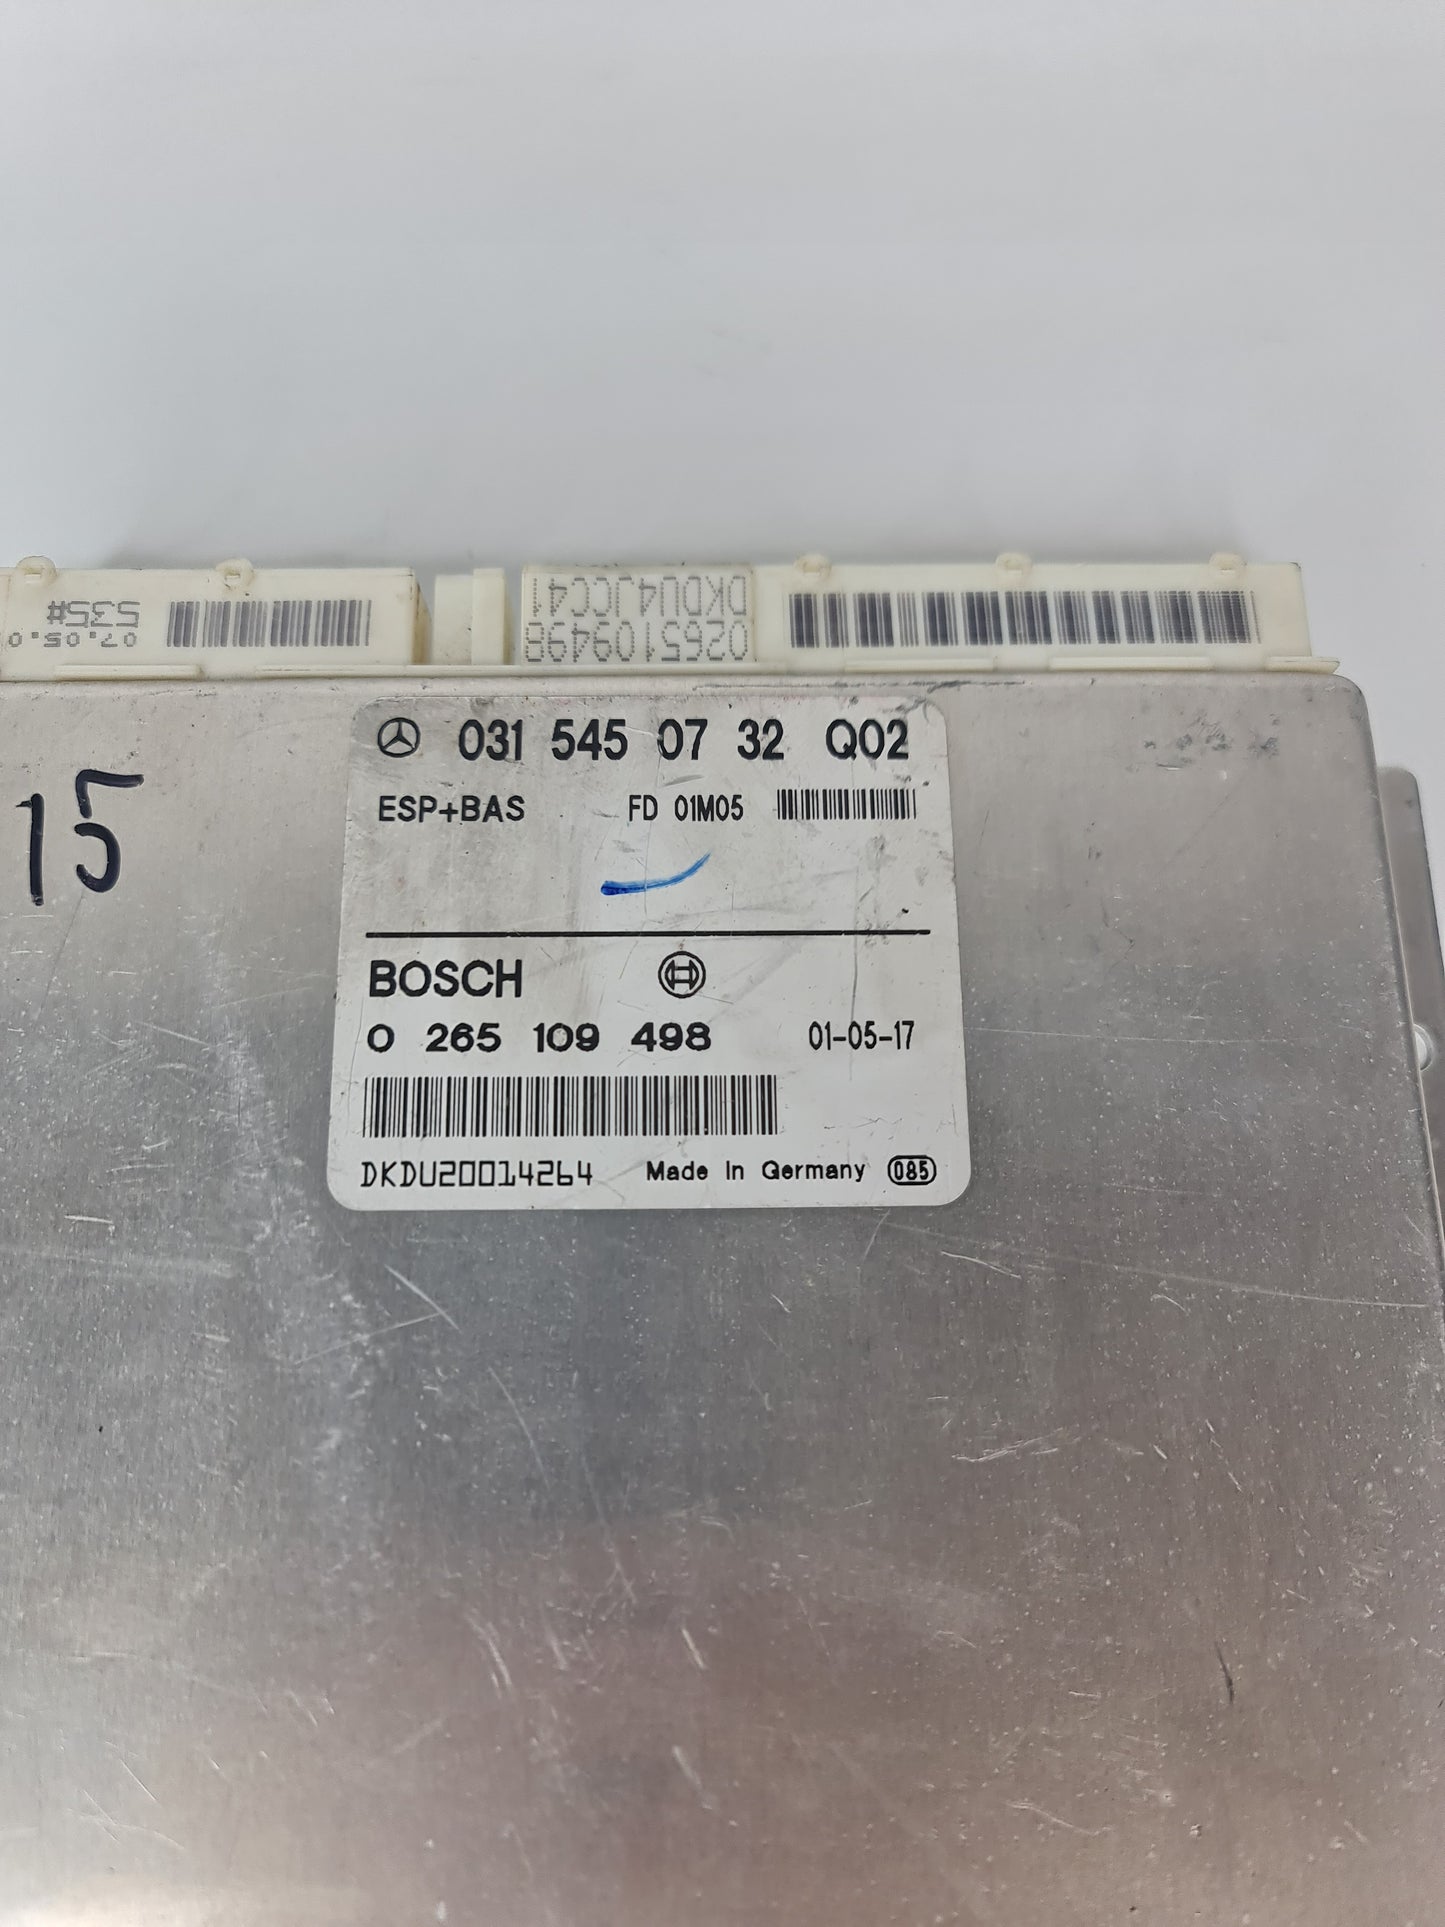 535#
07.05.0
DKDU4JCC41
0265109498
031 545 07 32 Q02
ESP+BAS FD 01M05
15
BOSCH
0 265 109 498 01-05-17
DKDU20014264 Made In Germany 085